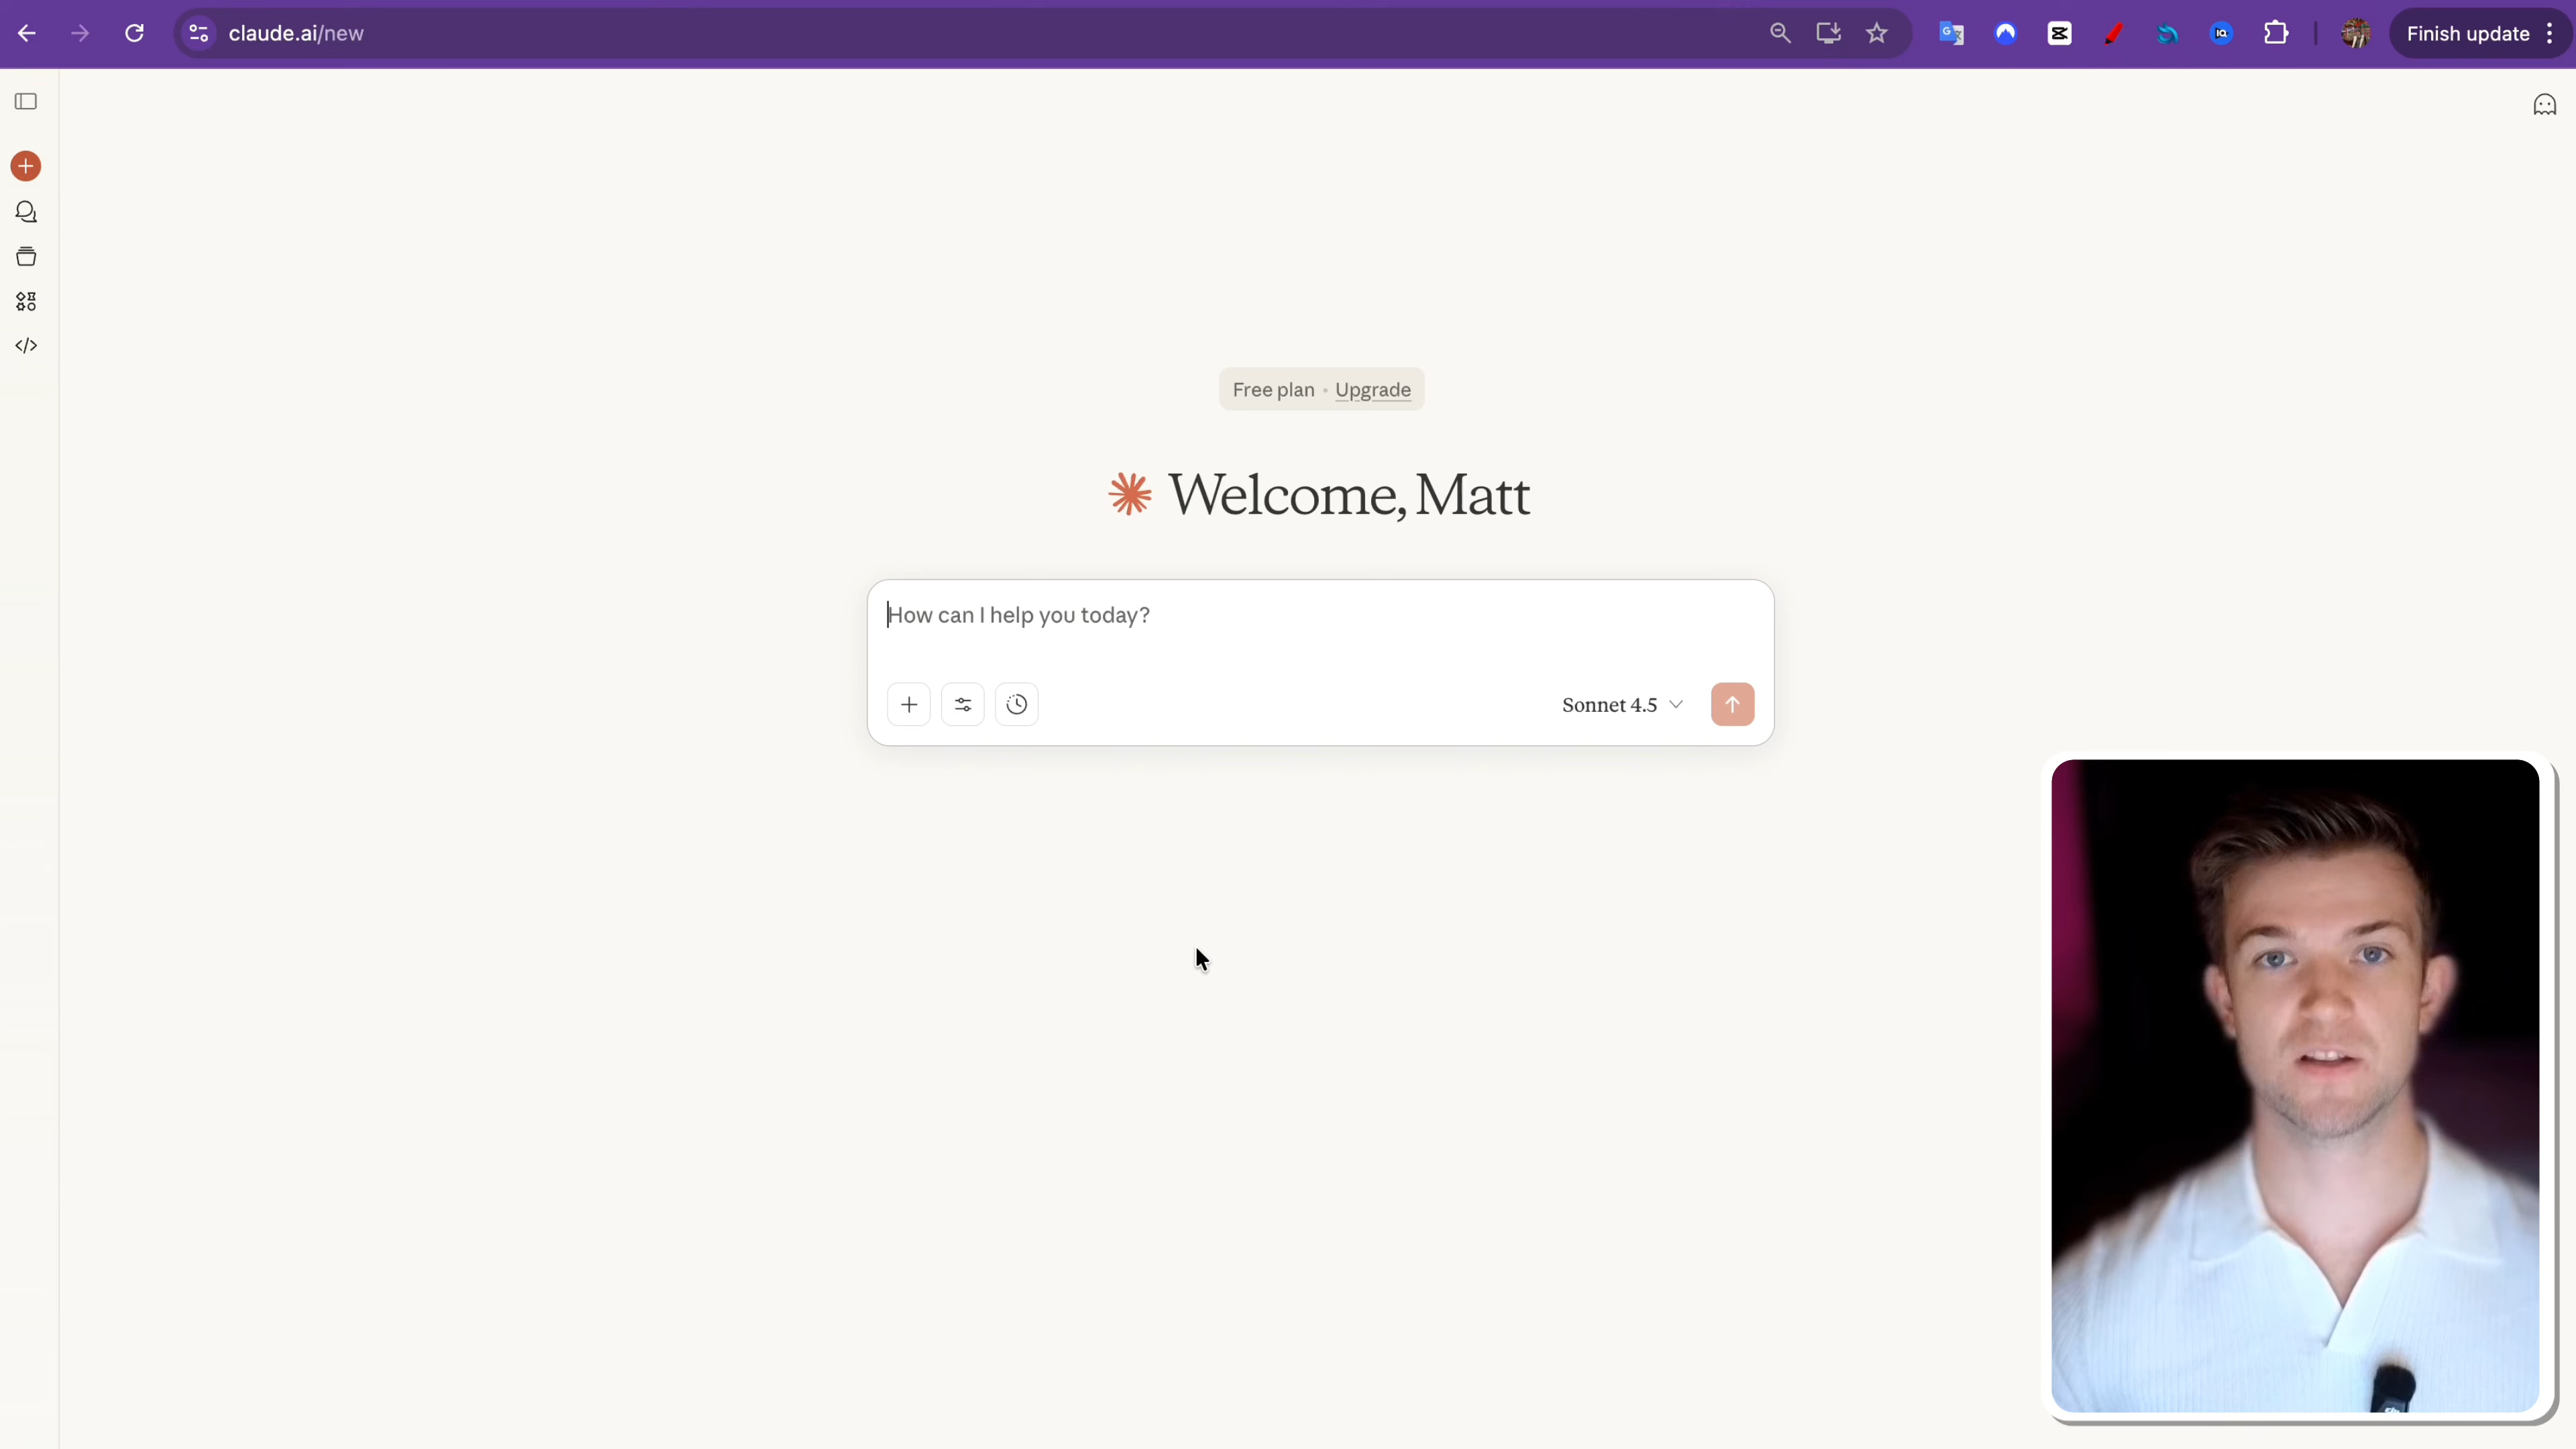 claude.ai/new
Finish update
Free plan • Upgrade
Welcome, Matt
How can I help you today?
Sonnet 4.5